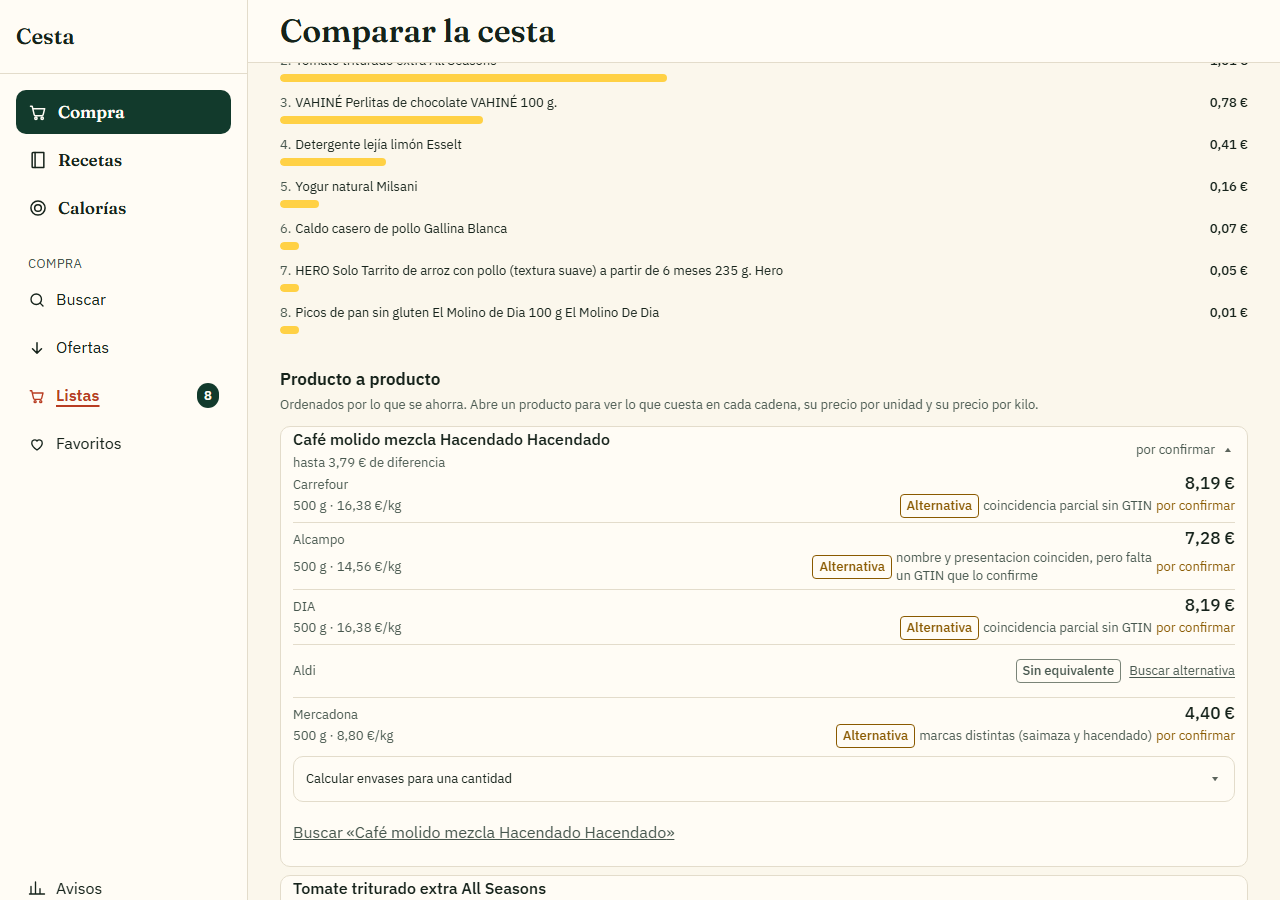 Cesta
Compra
Recetas
Calorías
COMPRA
Buscar
Ofertas
Listas 8
Favoritos
Avisos
Comparar la cesta
2. Tomate triturado extra All Seasons
3. VAHINÉ Perlitas de chocolate VAHINÉ 100 g. 0,78 €
4. Detergente lejía limón Esselt 0,41 €
5. Yogur natural Milsani 0,16 €
6. Caldo casero de pollo Gallina Blanca 0,07 €
7. HERO Solo Tarrito de arroz con pollo (textura suave) a partir de 6 meses 235 g. Hero 0,05 €
8. Picos de pan sin gluten El Molino de Dia 100 g El Molino De Dia 0,01 €
Producto a producto
Ordenados por lo que se ahorra. Abre un producto para ver lo que cuesta en cada cadena, su precio por unidad y su precio por kilo.
Café molido mezcla Hacendado Hacendado
hasta 3,79 € de diferencia
por confirmar
Carrefour 8,19 €
500 g · 16,38 €/kg Alternativa coincidencia parcial sin GTIN por confirmar
Alcampo 7,28 €
500 g · 14,56 €/kg Alternativa nombre y presentacion coinciden, pero falta
un GTIN que lo confirme por confirmar
DIA 8,19 €
500 g · 16,38 €/kg Alternativa coincidencia parcial sin GTIN por confirmar
Aldi Sin equivalente Buscar alternativa
Mercadona 4,40 €
500 g · 8,80 €/kg Alternativa marcas distintas (saimaza y hacendado) por confirmar
Calcular envases para una cantidad
Buscar «Café molido mezcla Hacendado Hacendado»
Tomate triturado extra All Seasons